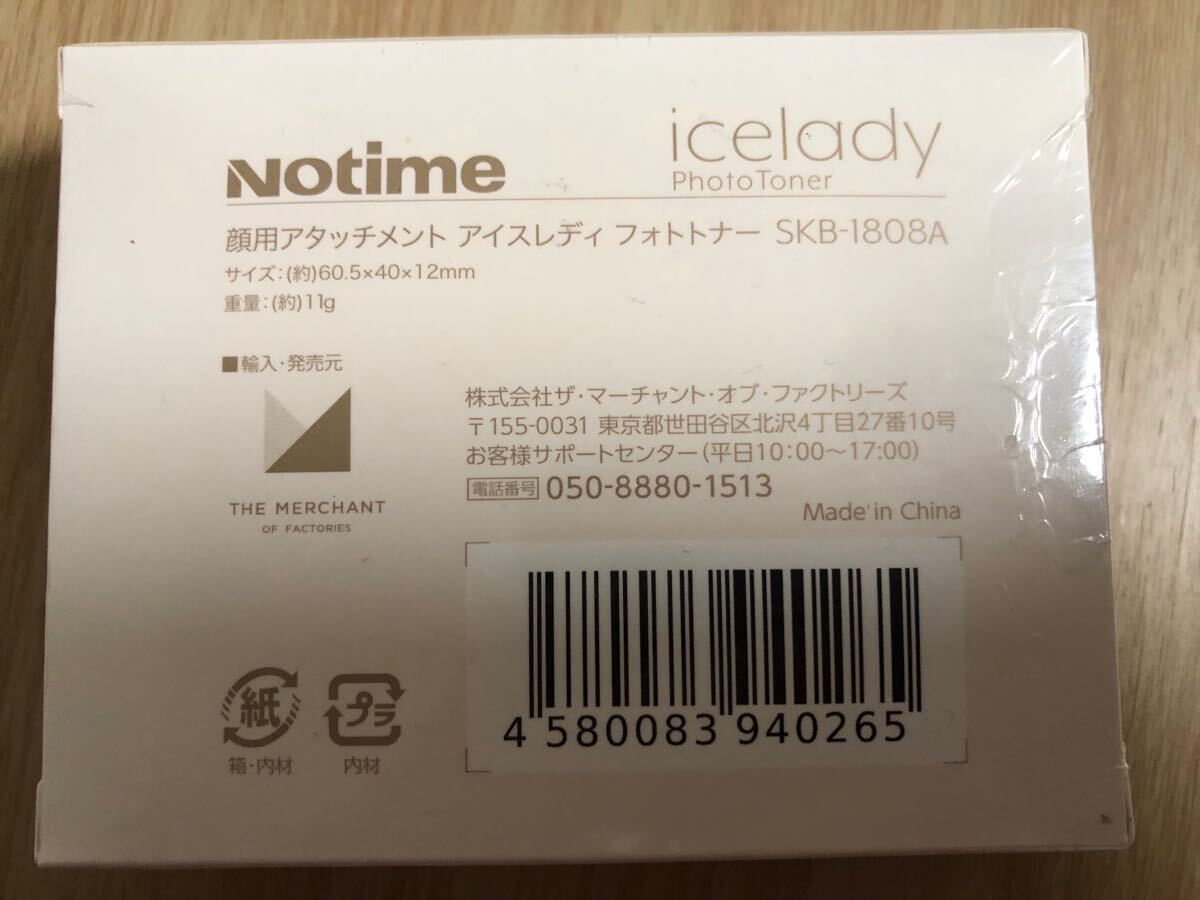 Notime
icelady
PhotoToner
顔用アタッチメント アイスレディ フォトトナー SKB-1808A
サイズ:(約)60.5×40×12mm
重量:(約)11g
■輸入・発売元
THE MERCHANT
OF FACTORIES
株式会社ザ・マーチャント・オブ・ファクトリーズ
〒155-0031 東京都世田谷区北沢4丁目27番10号
お客様サポートセンター(平日10:00〜17:00)
電話番号 050-8880-1513
Made in China
4 580083 940265
紙
箱・内材
プラ
内材